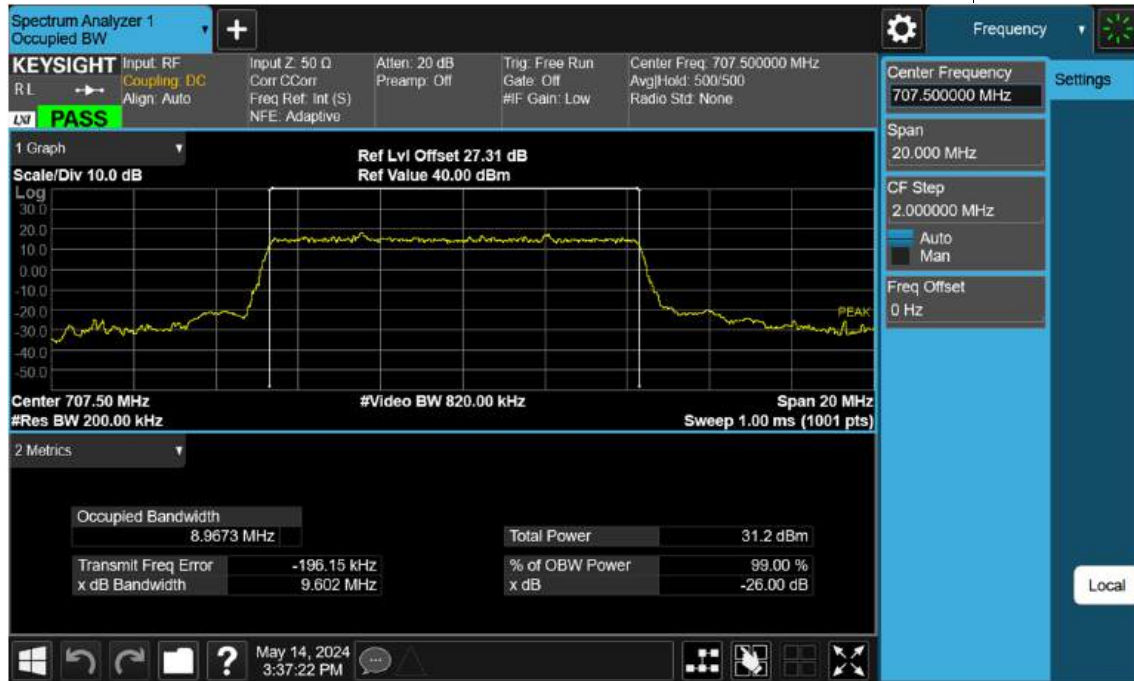 Spectrum Analyzer 1
Occupied BW
Frequency
KEYSIGHT
R L
LXI
PASS
Input: RF
Coupling: DC
Align: Auto
Input Z: 50 Ω
Corr CCorr
Freq Ref: Int (S)
NFE: Adaptive
Atten: 20 dB
Preamp: Off
Trig: Free Run
Gate: Off
#IF Gain: Low
Center Freq: 707.500000 MHz
Avg|Hold: 500/500
Radio Std: None
Center Frequency
707.500000 MHz
Settings
Span
20.000 MHz
CF Step
2.000000 MHz
Auto
Man
Freq Offset
0 Hz
Local
1 Graph
Scale/Div 10.0 dB
Ref Lvl Offset 27.31 dB
Ref Value 40.00 dBm
Log
30.0
20.0
10.0
0.00
-10.0
-20.0
-30.0
-40.0
-50.0
PEAK
Center 707.50 MHz
#Video BW 820.00 kHz
Span 20 MHz
#Res BW 200.00 kHz
Sweep 1.00 ms (1001 pts)
2 Metrics
Occupied Bandwidth
8.9673 MHz
Total Power 31.2 dBm
Transmit Freq Error -196.15 kHz
% of OBW Power 99.00 %
x dB Bandwidth 9.602 MHz
x dB -26.00 dB
?
May 14, 2024
3:37:22 PM